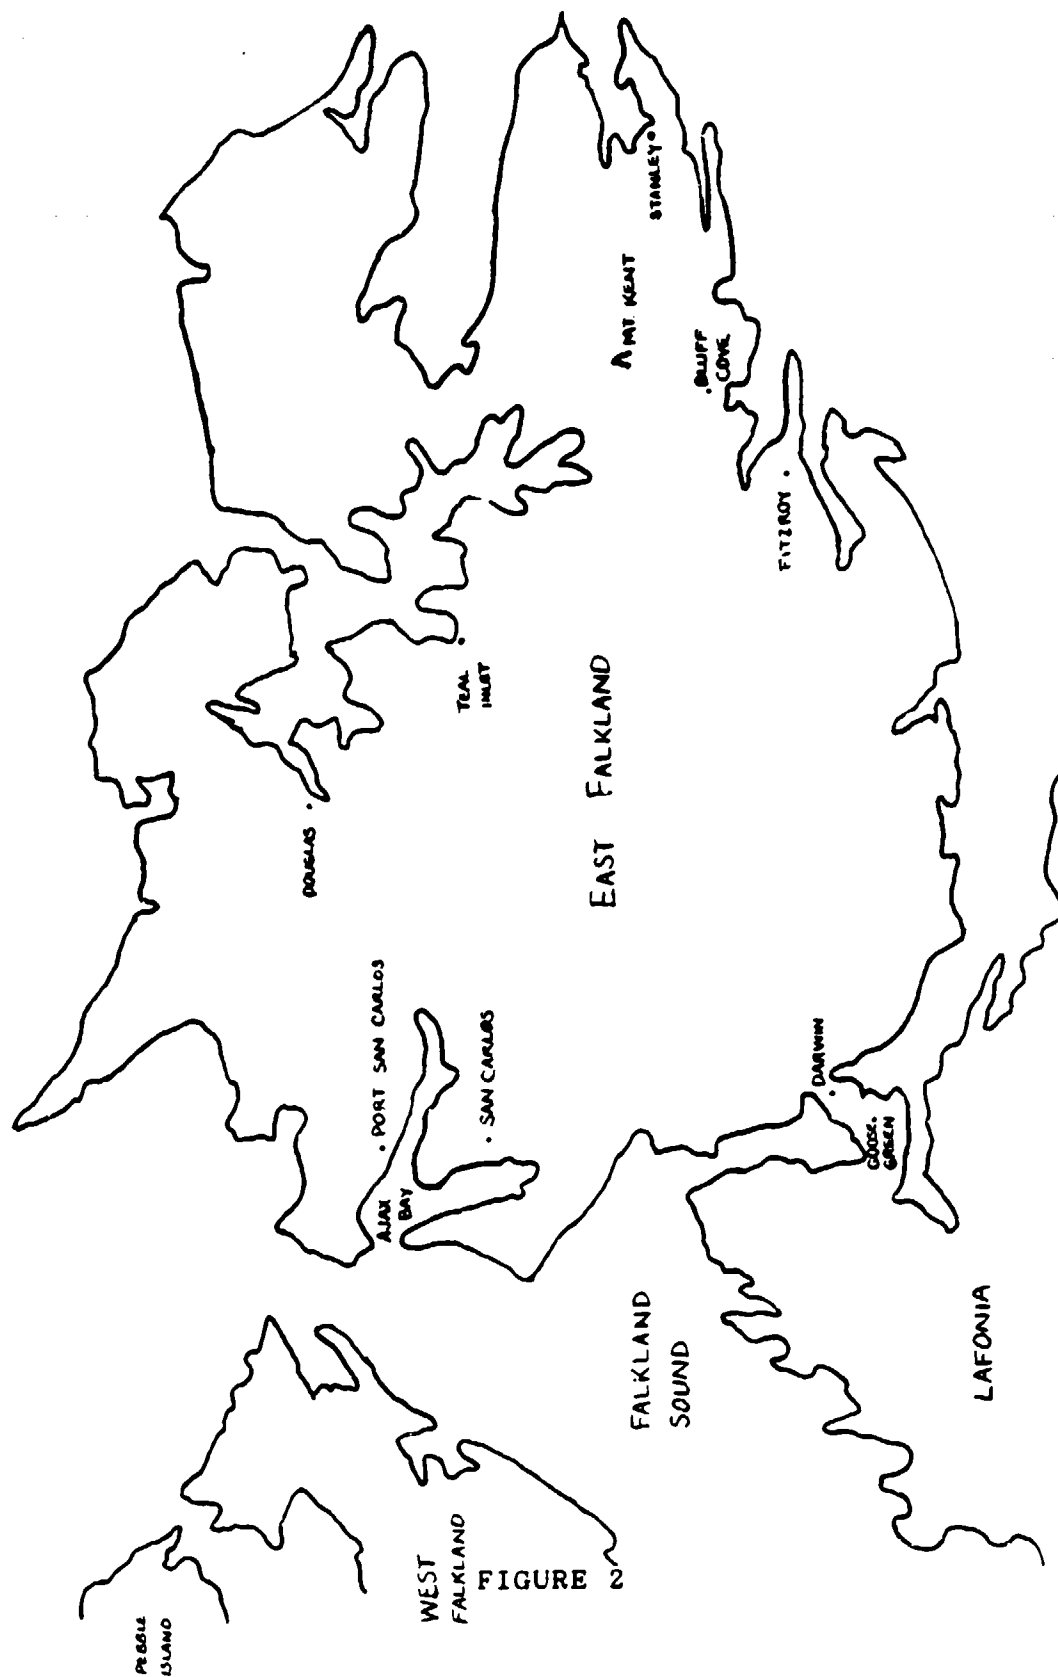 PEBBLE
ISLAND
WEST
FALKLAND
FALKLAND
SOUND
LAFONIA
AJAX
BAY
PORT SAN CARLOS
SAN CARLOS
GOOSE
GREEN
DARWIN
DOUGLAS
TEAL
INLET
EAST FALKLAND
FITZROY
BLUFF
COVE
MT. KENT
STANLEY
FIGURE 2